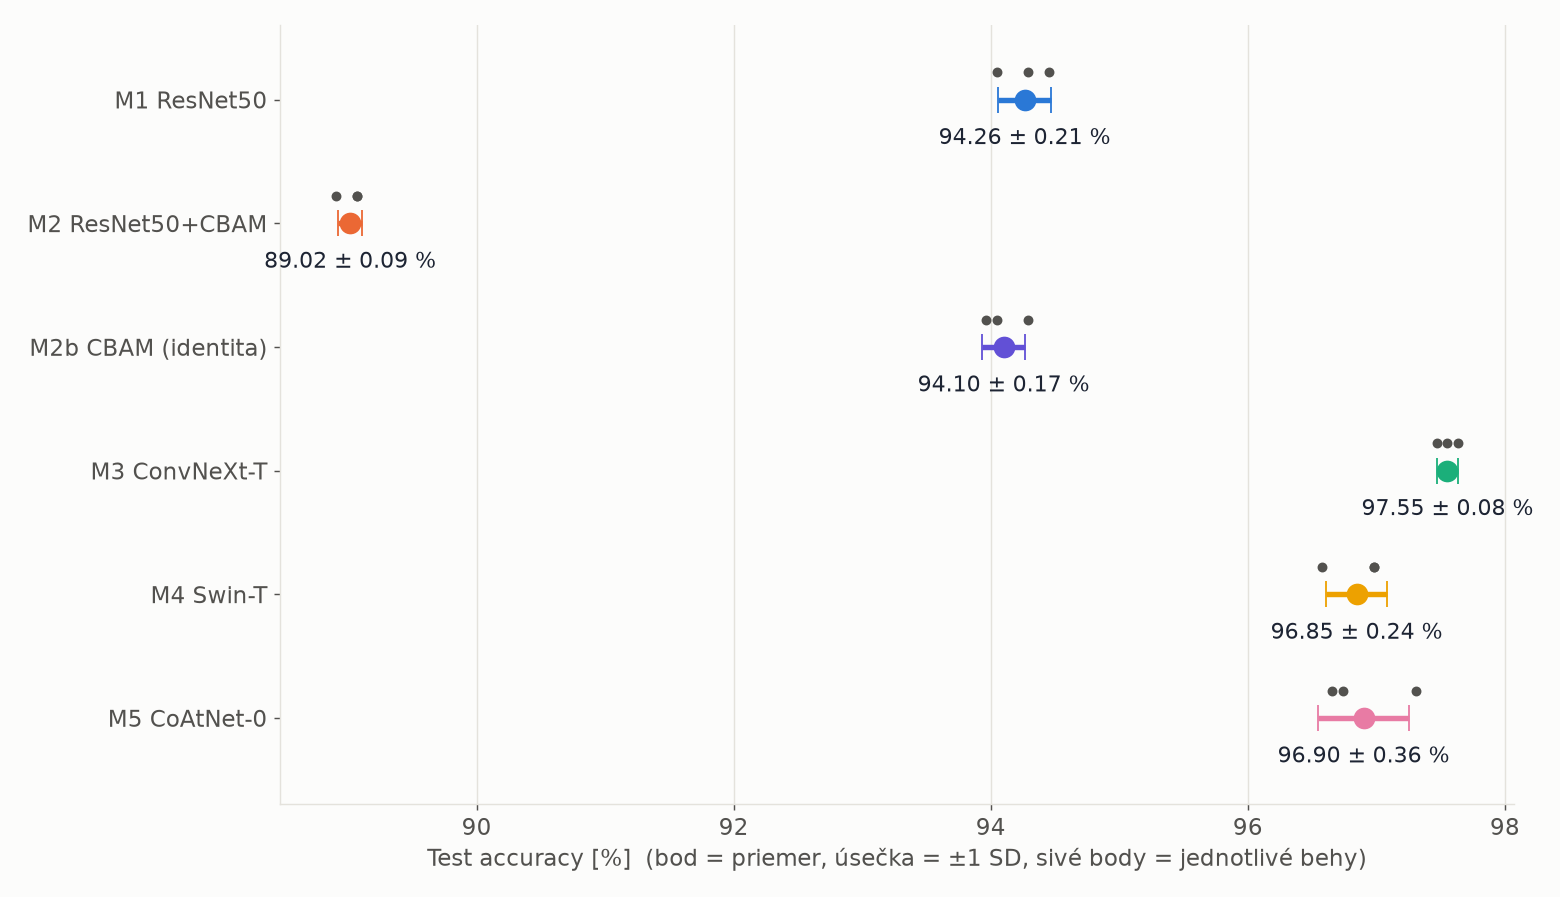 M1 ResNet50
94.26 ± 0.21 %
M2 ResNet50+CBAM
89.02 ± 0.09 %
M2b CBAM (identita)
94.10 ± 0.17 %
M3 ConvNeXt-T
97.55 ± 0.08 %
M4 Swin-T
96.85 ± 0.24 %
M5 CoAtNet-0
96.90 ± 0.36 %
90 92 94 96 98
Test accuracy [%]  (bod = priemer, úsečka = ±1 SD, sivé body = jednotlivé behy)